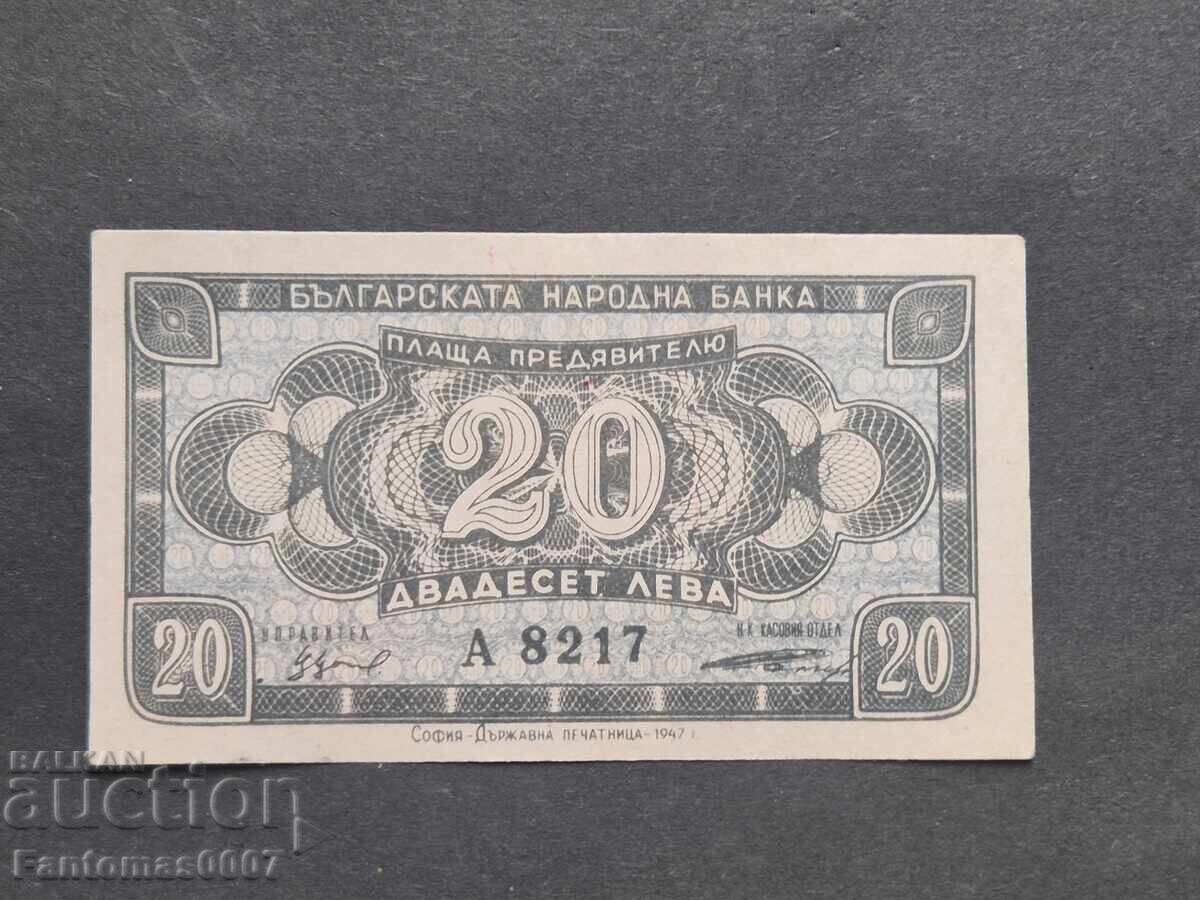 БЪЛГАРСКАТА НАРОДНА БАНКА
ПЛАЩА ПРЕДЯВИТЕЛЮ
20
ДВАДЕСЕТ ЛЕВА
УПРАВИТЕЛ
А 8217
Н-К КАСОВИЯ ОТДЕЛ
20
20
СОФИЯ - ДЪРЖАВНА ПЕЧАТНИЦА - 1947 г.
BALKAN
auction
Fantomas0007